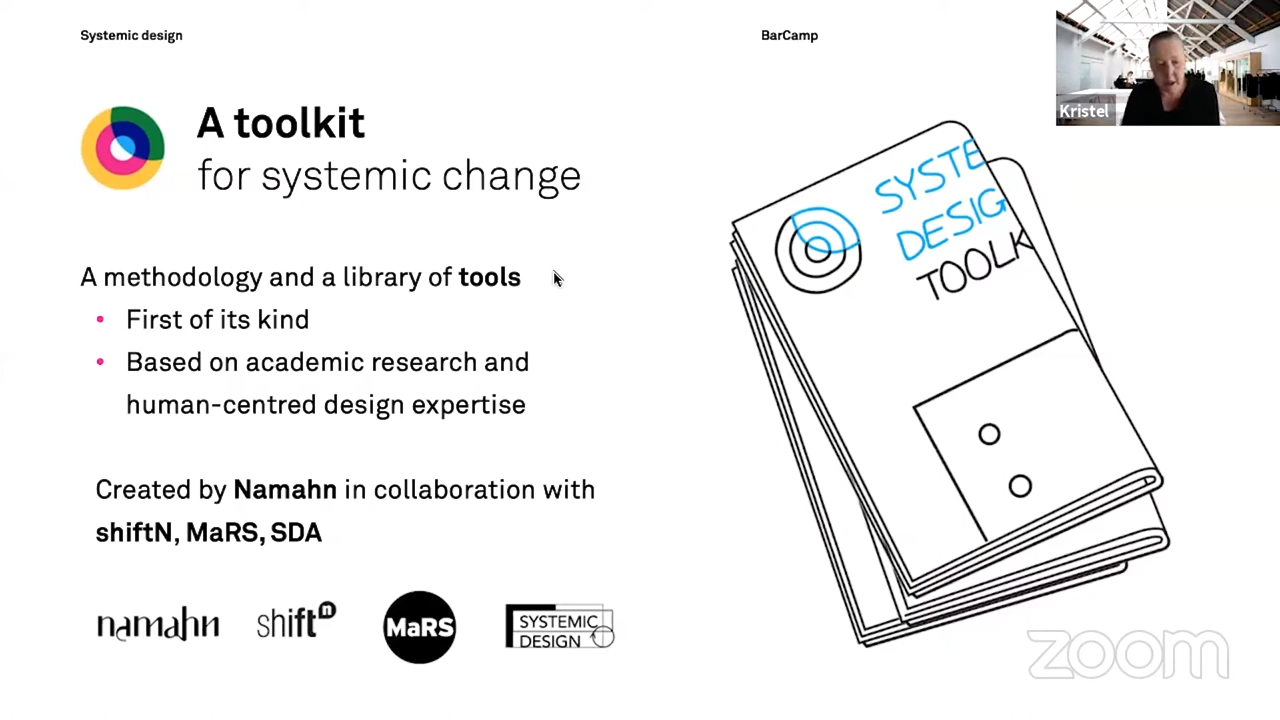 Systemic design
BarCamp
Kristel
A toolkit
for systemic change
A methodology and a library of tools
• First of its kind
• Based on academic research and
human-centred design expertise
Created by Namahn in collaboration with
shiftN, MaRS, SDA
namahn
shiftn
MaRS
SYSTEMIC
DESIGN
SYSTE
DESIG
TOOLK
zoom